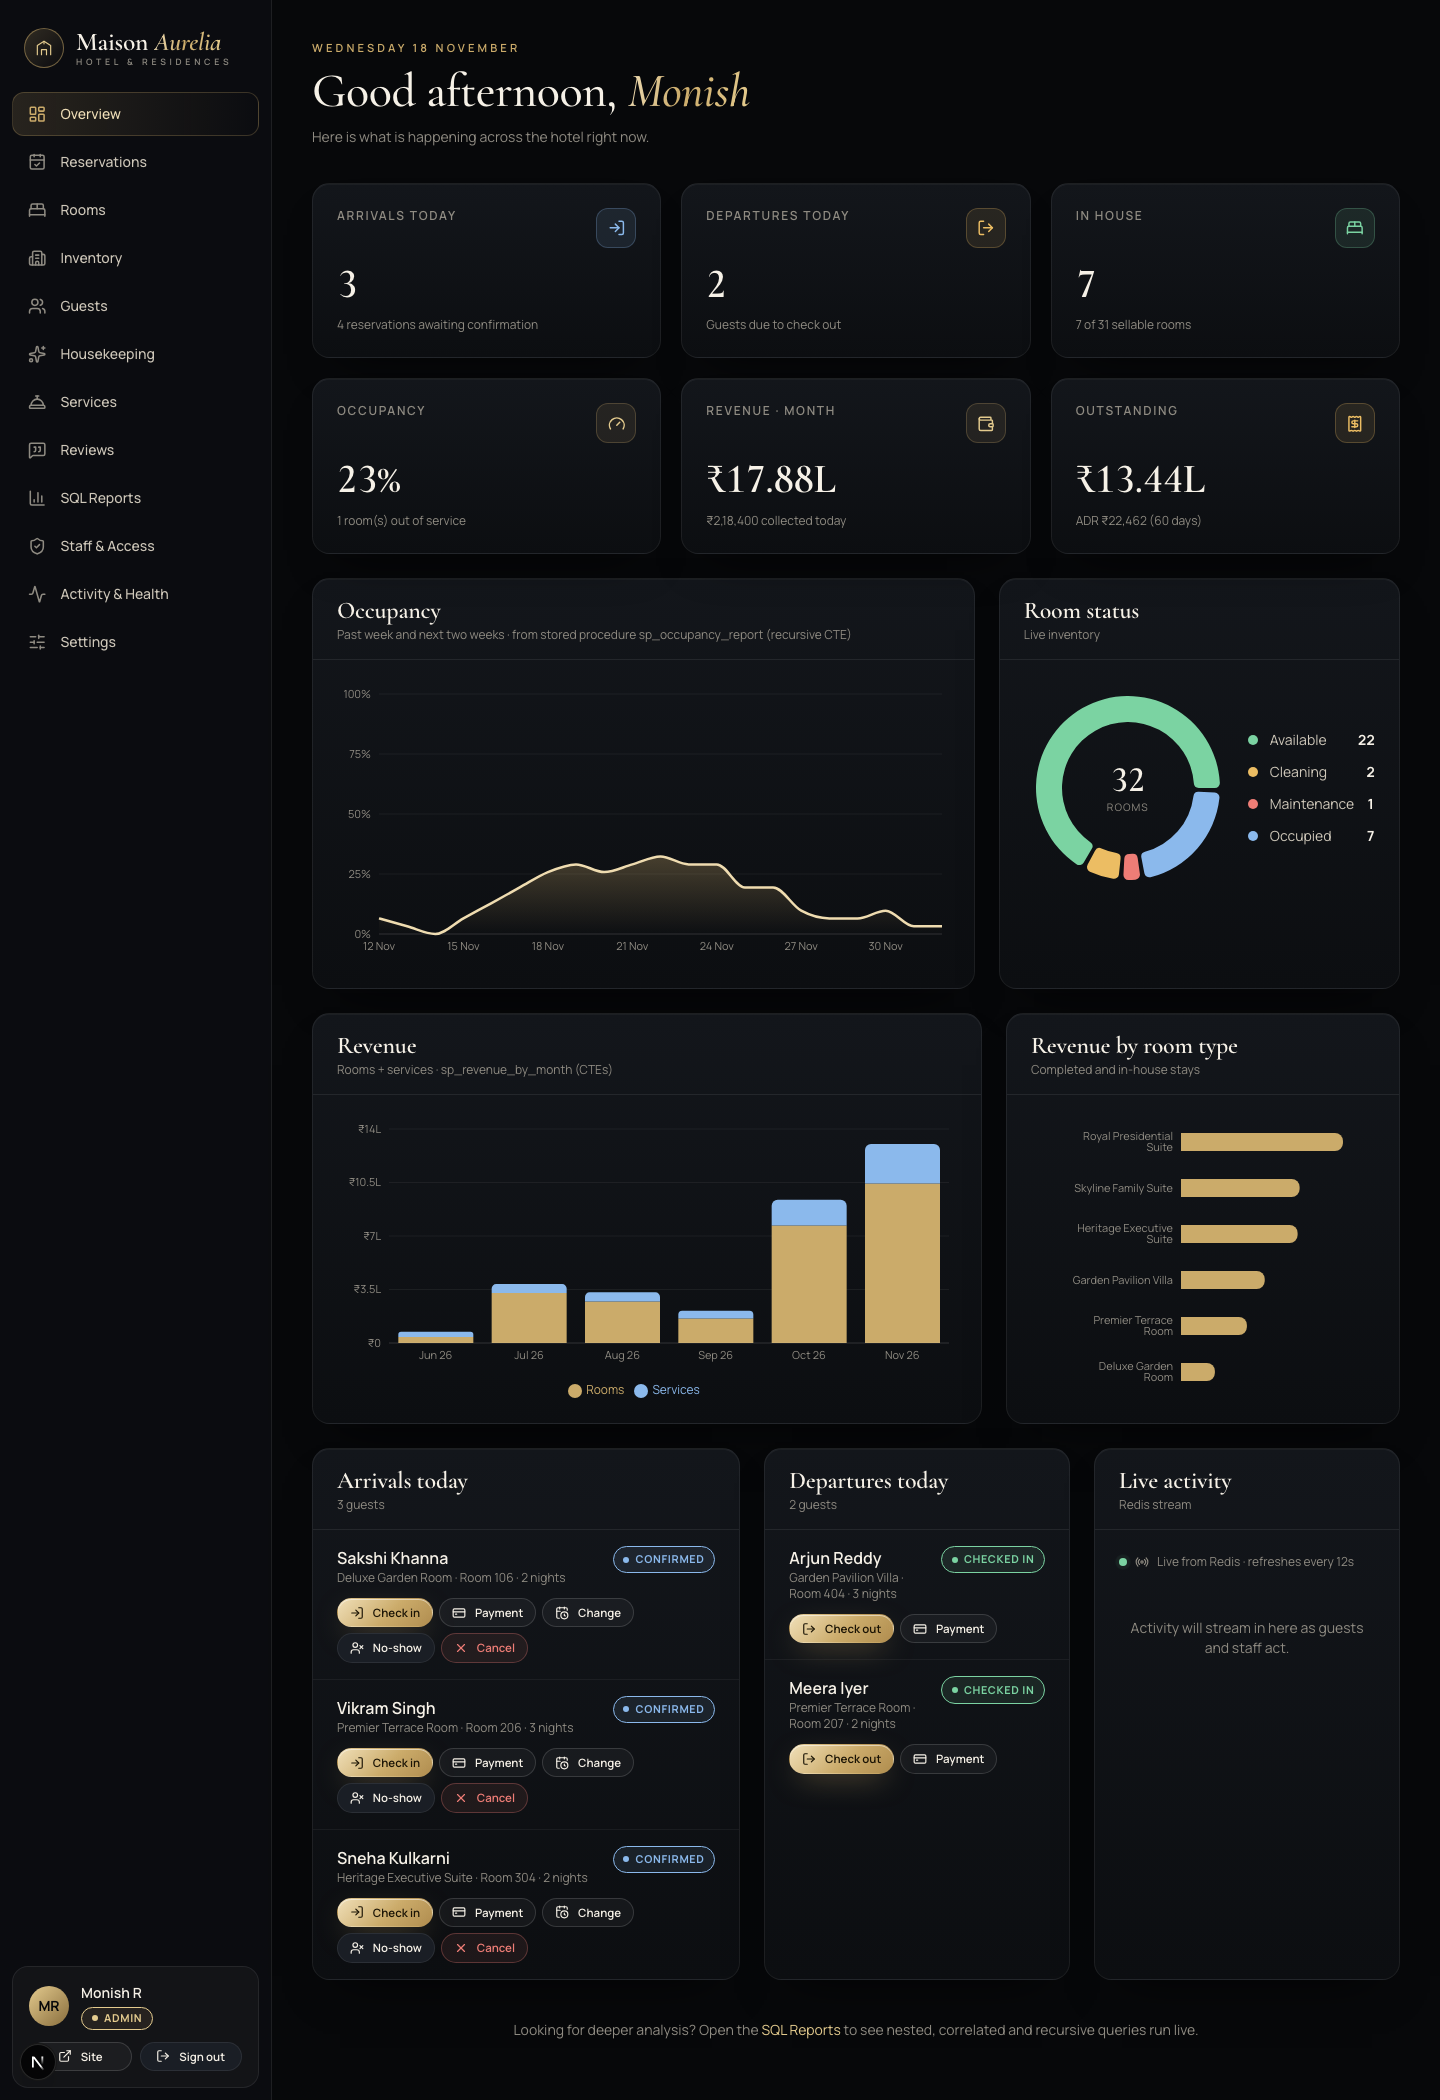 Maison Aurelia
HOTEL & RESIDENCES
Overview
Reservations
Rooms
Inventory
Guests
Housekeeping
Services
Reviews
SQL Reports
Staff & Access
Activity & Health
Settings
MR
Monish R
ADMIN
N
Site
Sign out
WEDNESDAY 18 NOVEMBER
Good afternoon, Monish
Here is what is happening across the hotel right now.
ARRIVALS TODAY
3
4 reservations awaiting confirmation
DEPARTURES TODAY
2
Guests due to check out
IN HOUSE
7
7 of 31 sellable rooms
OCCUPANCY
23%
1 room(s) out of service
REVENUE · MONTH
₹17.88L
₹2,18,400 collected today
OUTSTANDING
₹13.44L
ADR ₹22,462 (60 days)
Occupancy
Past week and next two weeks · from stored procedure sp_occupancy_report (recursive CTE)
100%
75%
50%
25%
0%
12 Nov 15 Nov 18 Nov 21 Nov 24 Nov 27 Nov 30 Nov
Room status
Live inventory
32
ROOMS
Available 22
Cleaning 2
Maintenance 1
Occupied 7
Revenue
Rooms + services · sp_revenue_by_month (CTEs)
₹14L
₹10.5L
₹7L
₹3.5L
₹0
Jun 26 Jul 26 Aug 26 Sep 26 Oct 26 Nov 26
Rooms Services
Revenue by room type
Completed and in-house stays
Royal Presidential
Suite
Skyline Family Suite
Heritage Executive
Suite
Garden Pavilion Villa
Premier Terrace
Room
Deluxe Garden
Room
Arrivals today
3 guests
Sakshi Khanna
CONFIRMED
Deluxe Garden Room · Room 106 · 2 nights
Check in Payment Change
No-show Cancel
Vikram Singh
CONFIRMED
Premier Terrace Room · Room 206 · 3 nights
Check in Payment Change
No-show Cancel
Sneha Kulkarni
CONFIRMED
Heritage Executive Suite · Room 304 · 2 nights
Check in Payment Change
No-show Cancel
Departures today
2 guests
Arjun Reddy
CHECKED IN
Garden Pavilion Villa ·
Room 404 · 3 nights
Check out Payment
Meera Iyer
CHECKED IN
Premier Terrace Room ·
Room 207 · 2 nights
Check out Payment
Live activity
Redis stream
Live from Redis · refreshes every 12s
Activity will stream in here as guests
and staff act.
Looking for deeper analysis? Open the SQL Reports to see nested, correlated and recursive queries run live.